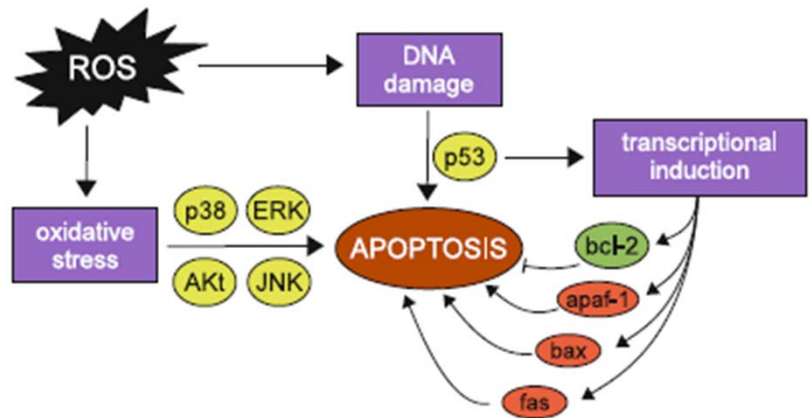 ROS
DNA
damage
p53
transcriptional
induction
oxidative
stress
p38
ERK
AKt
JNK
APOPTOSIS
bcl-2
apaf-1
bax
fas